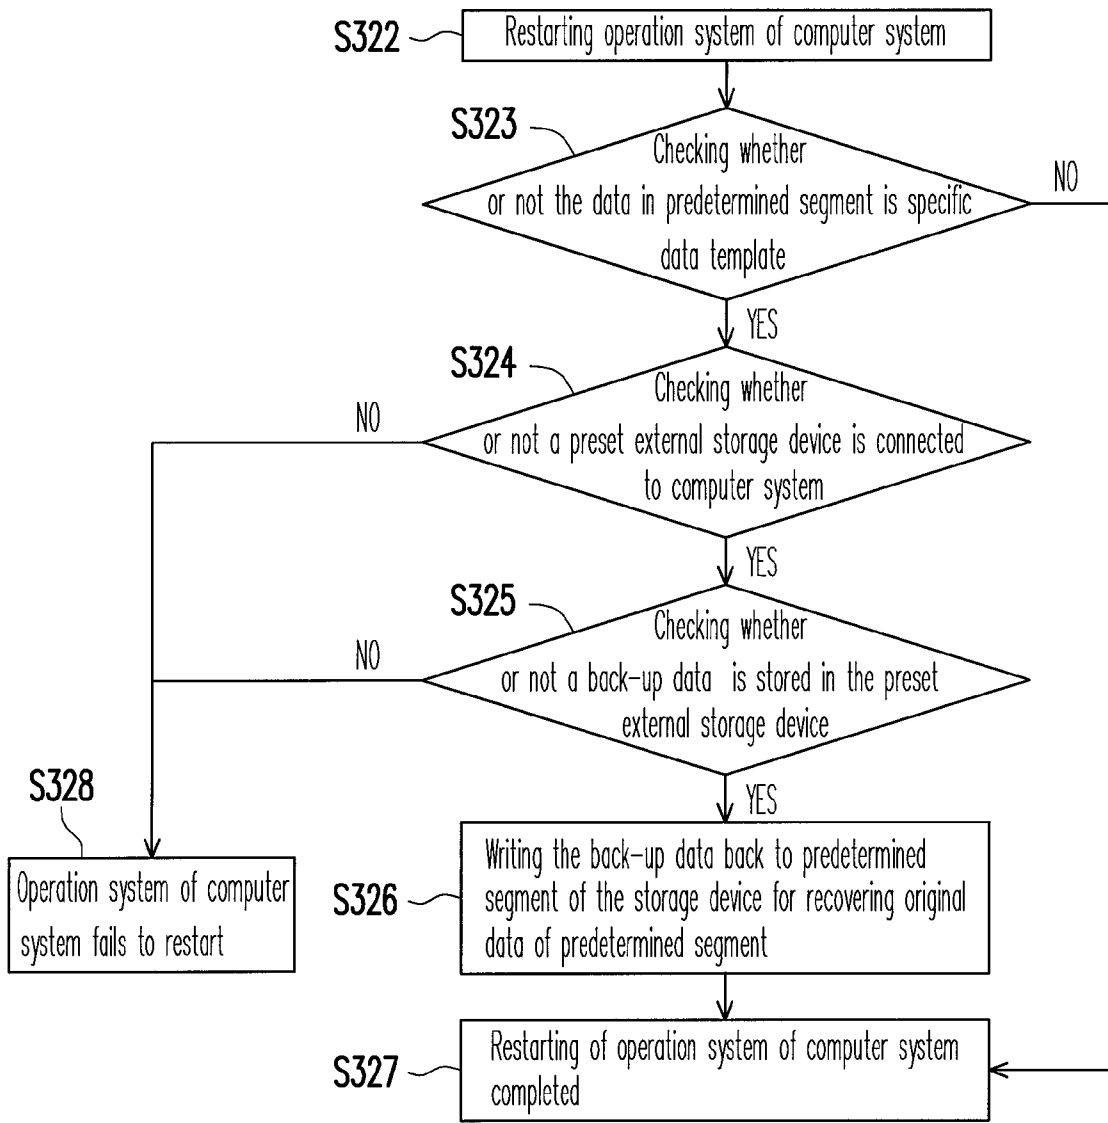 S322
Restarting operation system of computer system
S323
Checking whether
or not the data in predetermined segment is specific
data template
NO
YES
S324
Checking whether
or not a preset external storage device is connected
to computer system
NO
YES
S325
Checking whether
or not a back-up data is stored in the preset
external storage device
NO
YES
S328
Operation system of computer
system fails to restart
S326
Writing the back-up data back to predetermined
segment of the storage device for recovering original
data of predetermined segment
S327
Restarting of operation system of computer system
completed